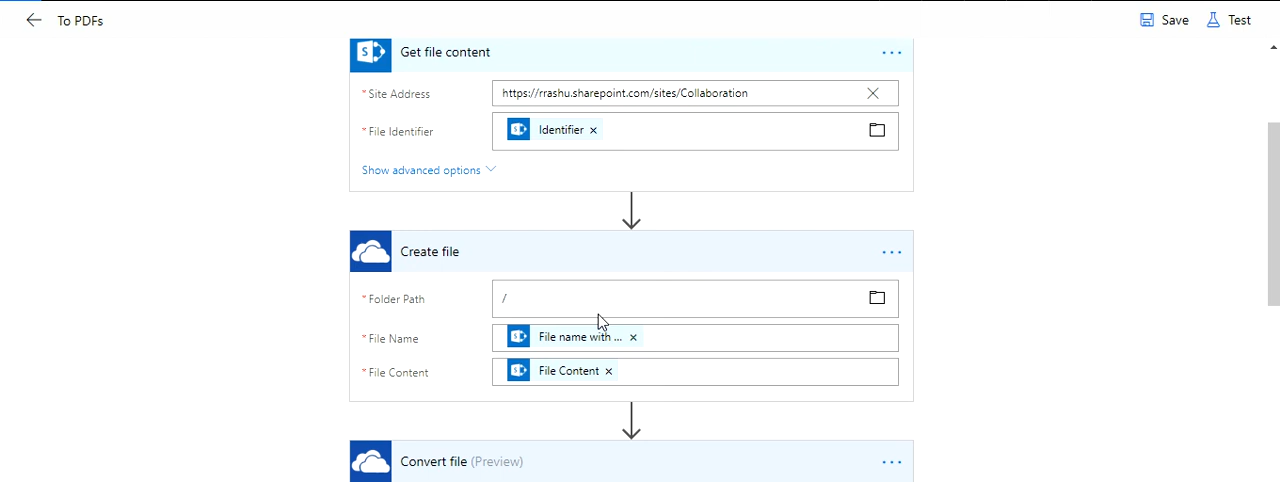 To PDFs
Save
Test
Get file content
* Site Address
https://rrashu.sharepoint.com/sites/Collaboration
* File Identifier
Identifier
Show advanced options
Create file
* Folder Path
/
* File Name
File name with ...
* File Content
File Content
Convert file (Preview)